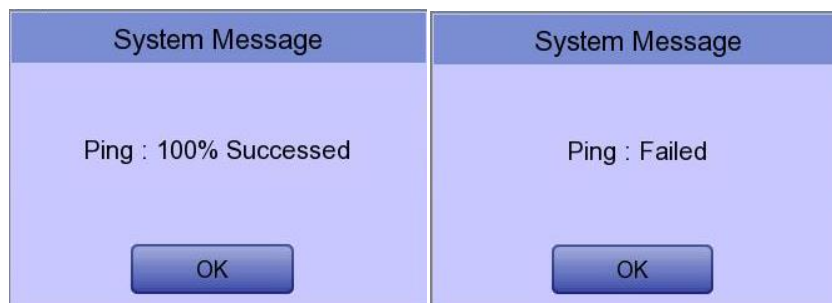 System Message
Ping : 100% Successed
OK
System Message
Ping : Failed
OK